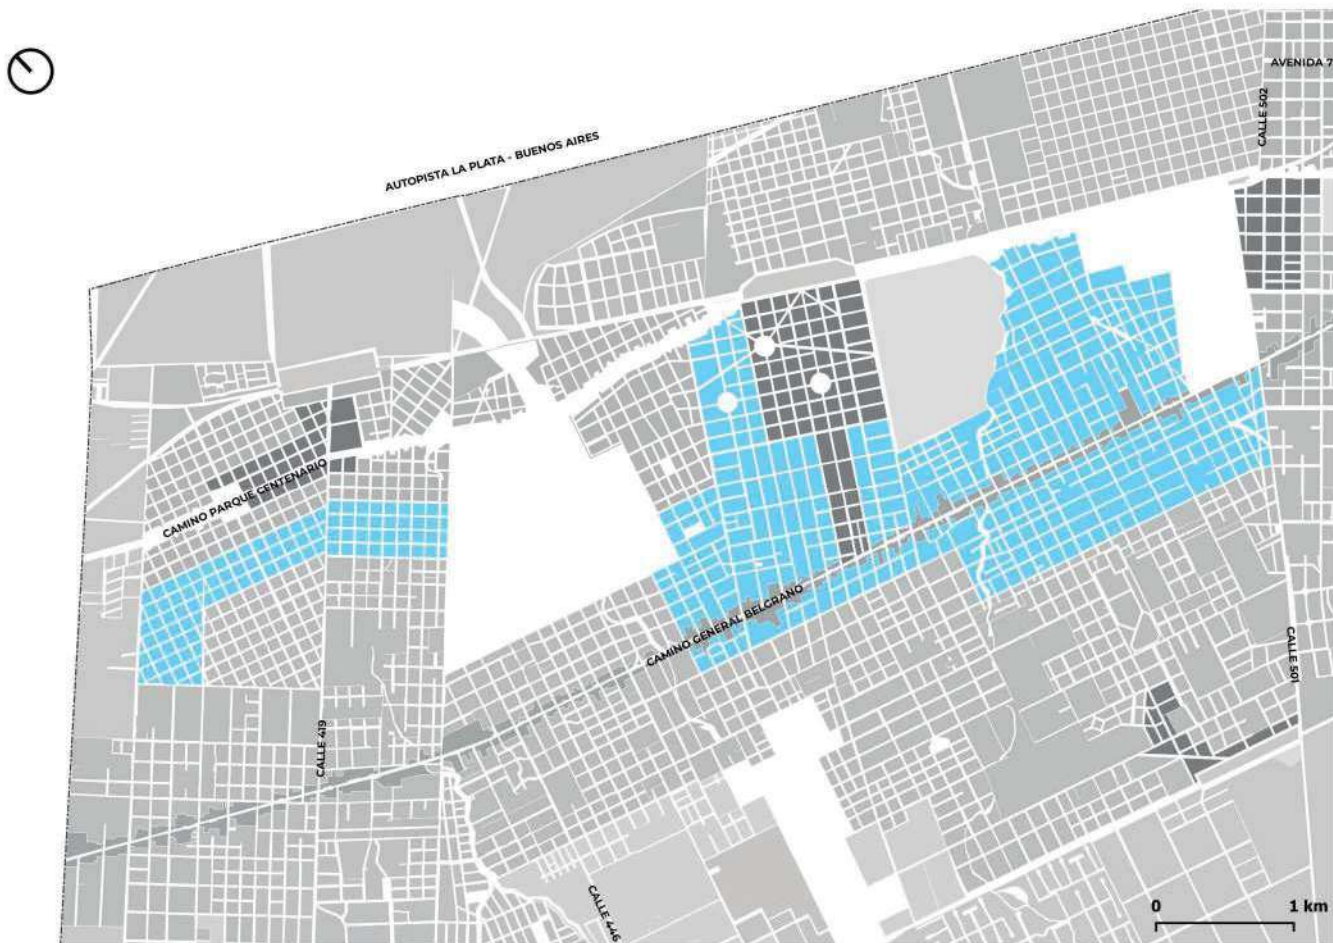 AVENIDA 7
CALLE 502
AUTOPISTA LA PLATA - BUENOS AIRES
CAMINO PARQUE CENTENARIO
CAMINO GENERAL BELGRANO
CALLE 501
CALLE 419
CALLE 446
0 1 km